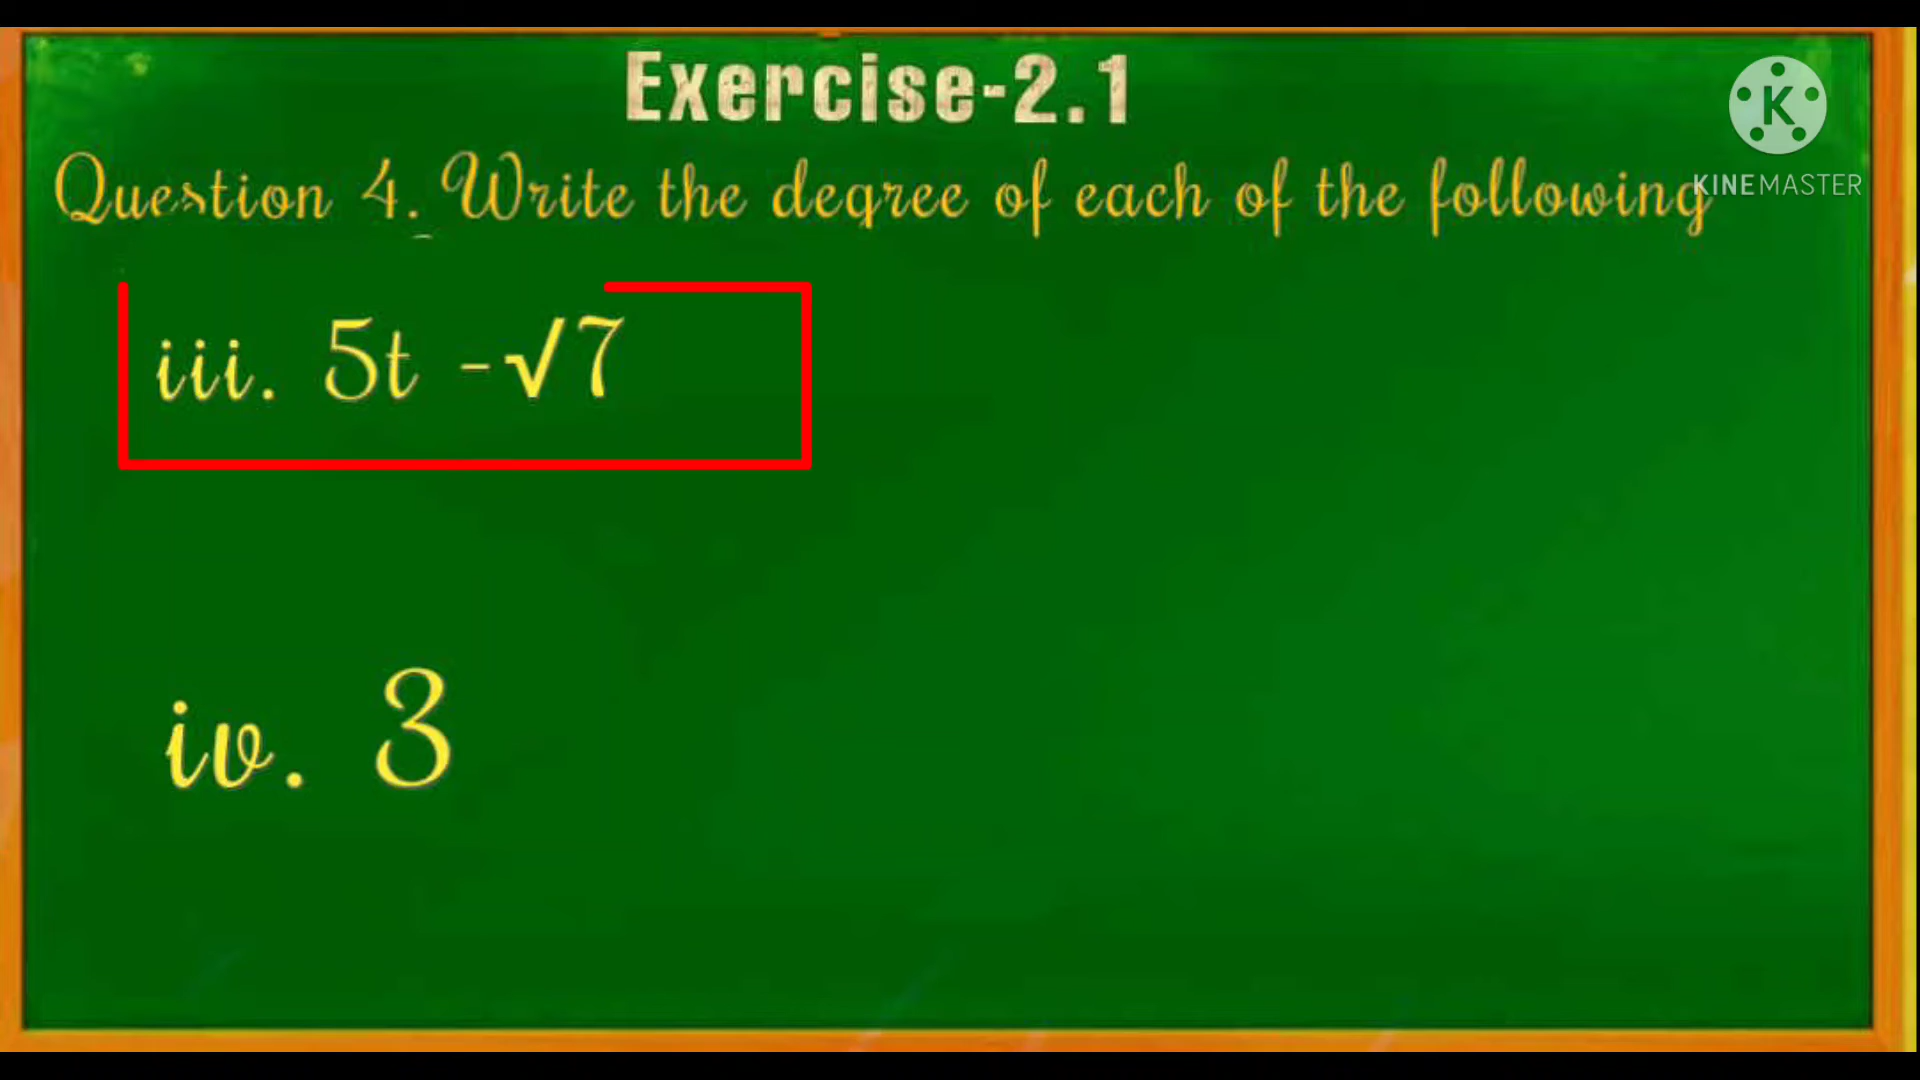 Exercise-2.1
Question 4. Write the degree of each of the following
KINEMASTER
iii. 5t -√7
iv. 3